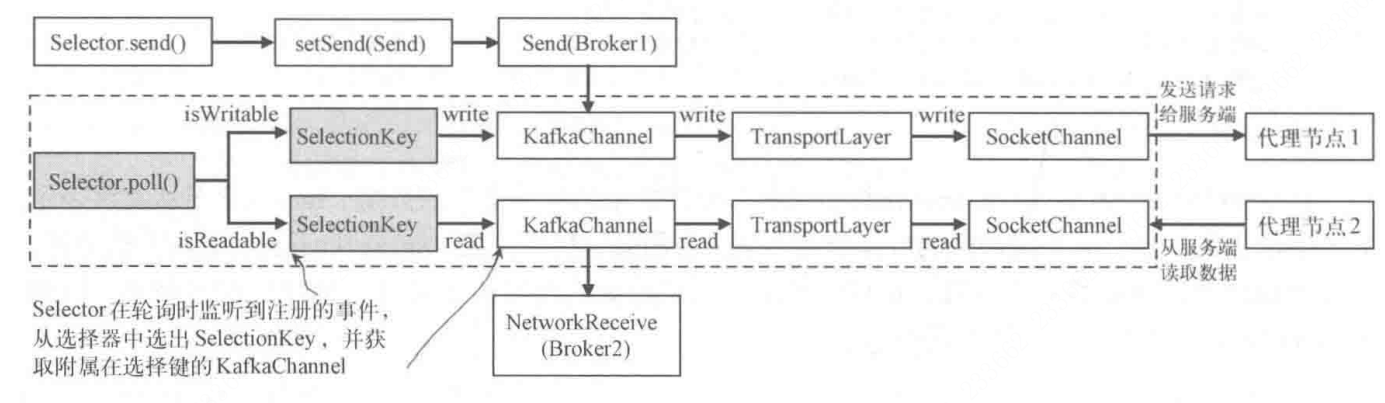 Selector.send()
setSend(Send)
Send(Broker1)
isWritable
SelectionKey
write
KafkaChannel
write
TransportLayer
write
SocketChannel
发送请求
给服务端
代理节点1
Selector.poll()
isReadable
SelectionKey
read
KafkaChannel
read
TransportLayer
read
SocketChannel
代理节点2
从服务端
读取数据
Selector在轮询时监听到注册的事件，
从选择器中选出SelectionKey，并获
取附属在选择键的KafkaChannel
NetworkReceive
(Broker2)